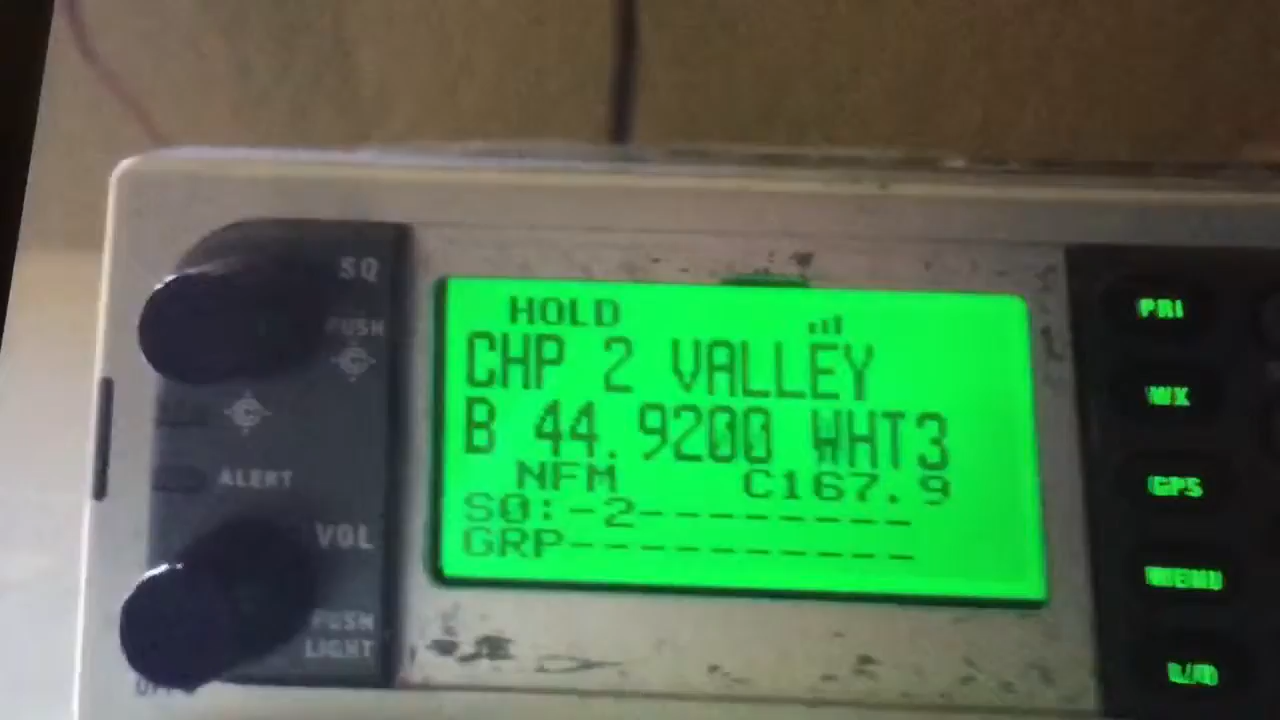 SQ
PUSH
ALERT
VOL
PUSH
LIGHT
HOLD
CHP 2 VALLEY
B 44.9200 WHT3
NFM C167.9
S0:-2--------
GRP----------
PRI
WX
GPS
MENU